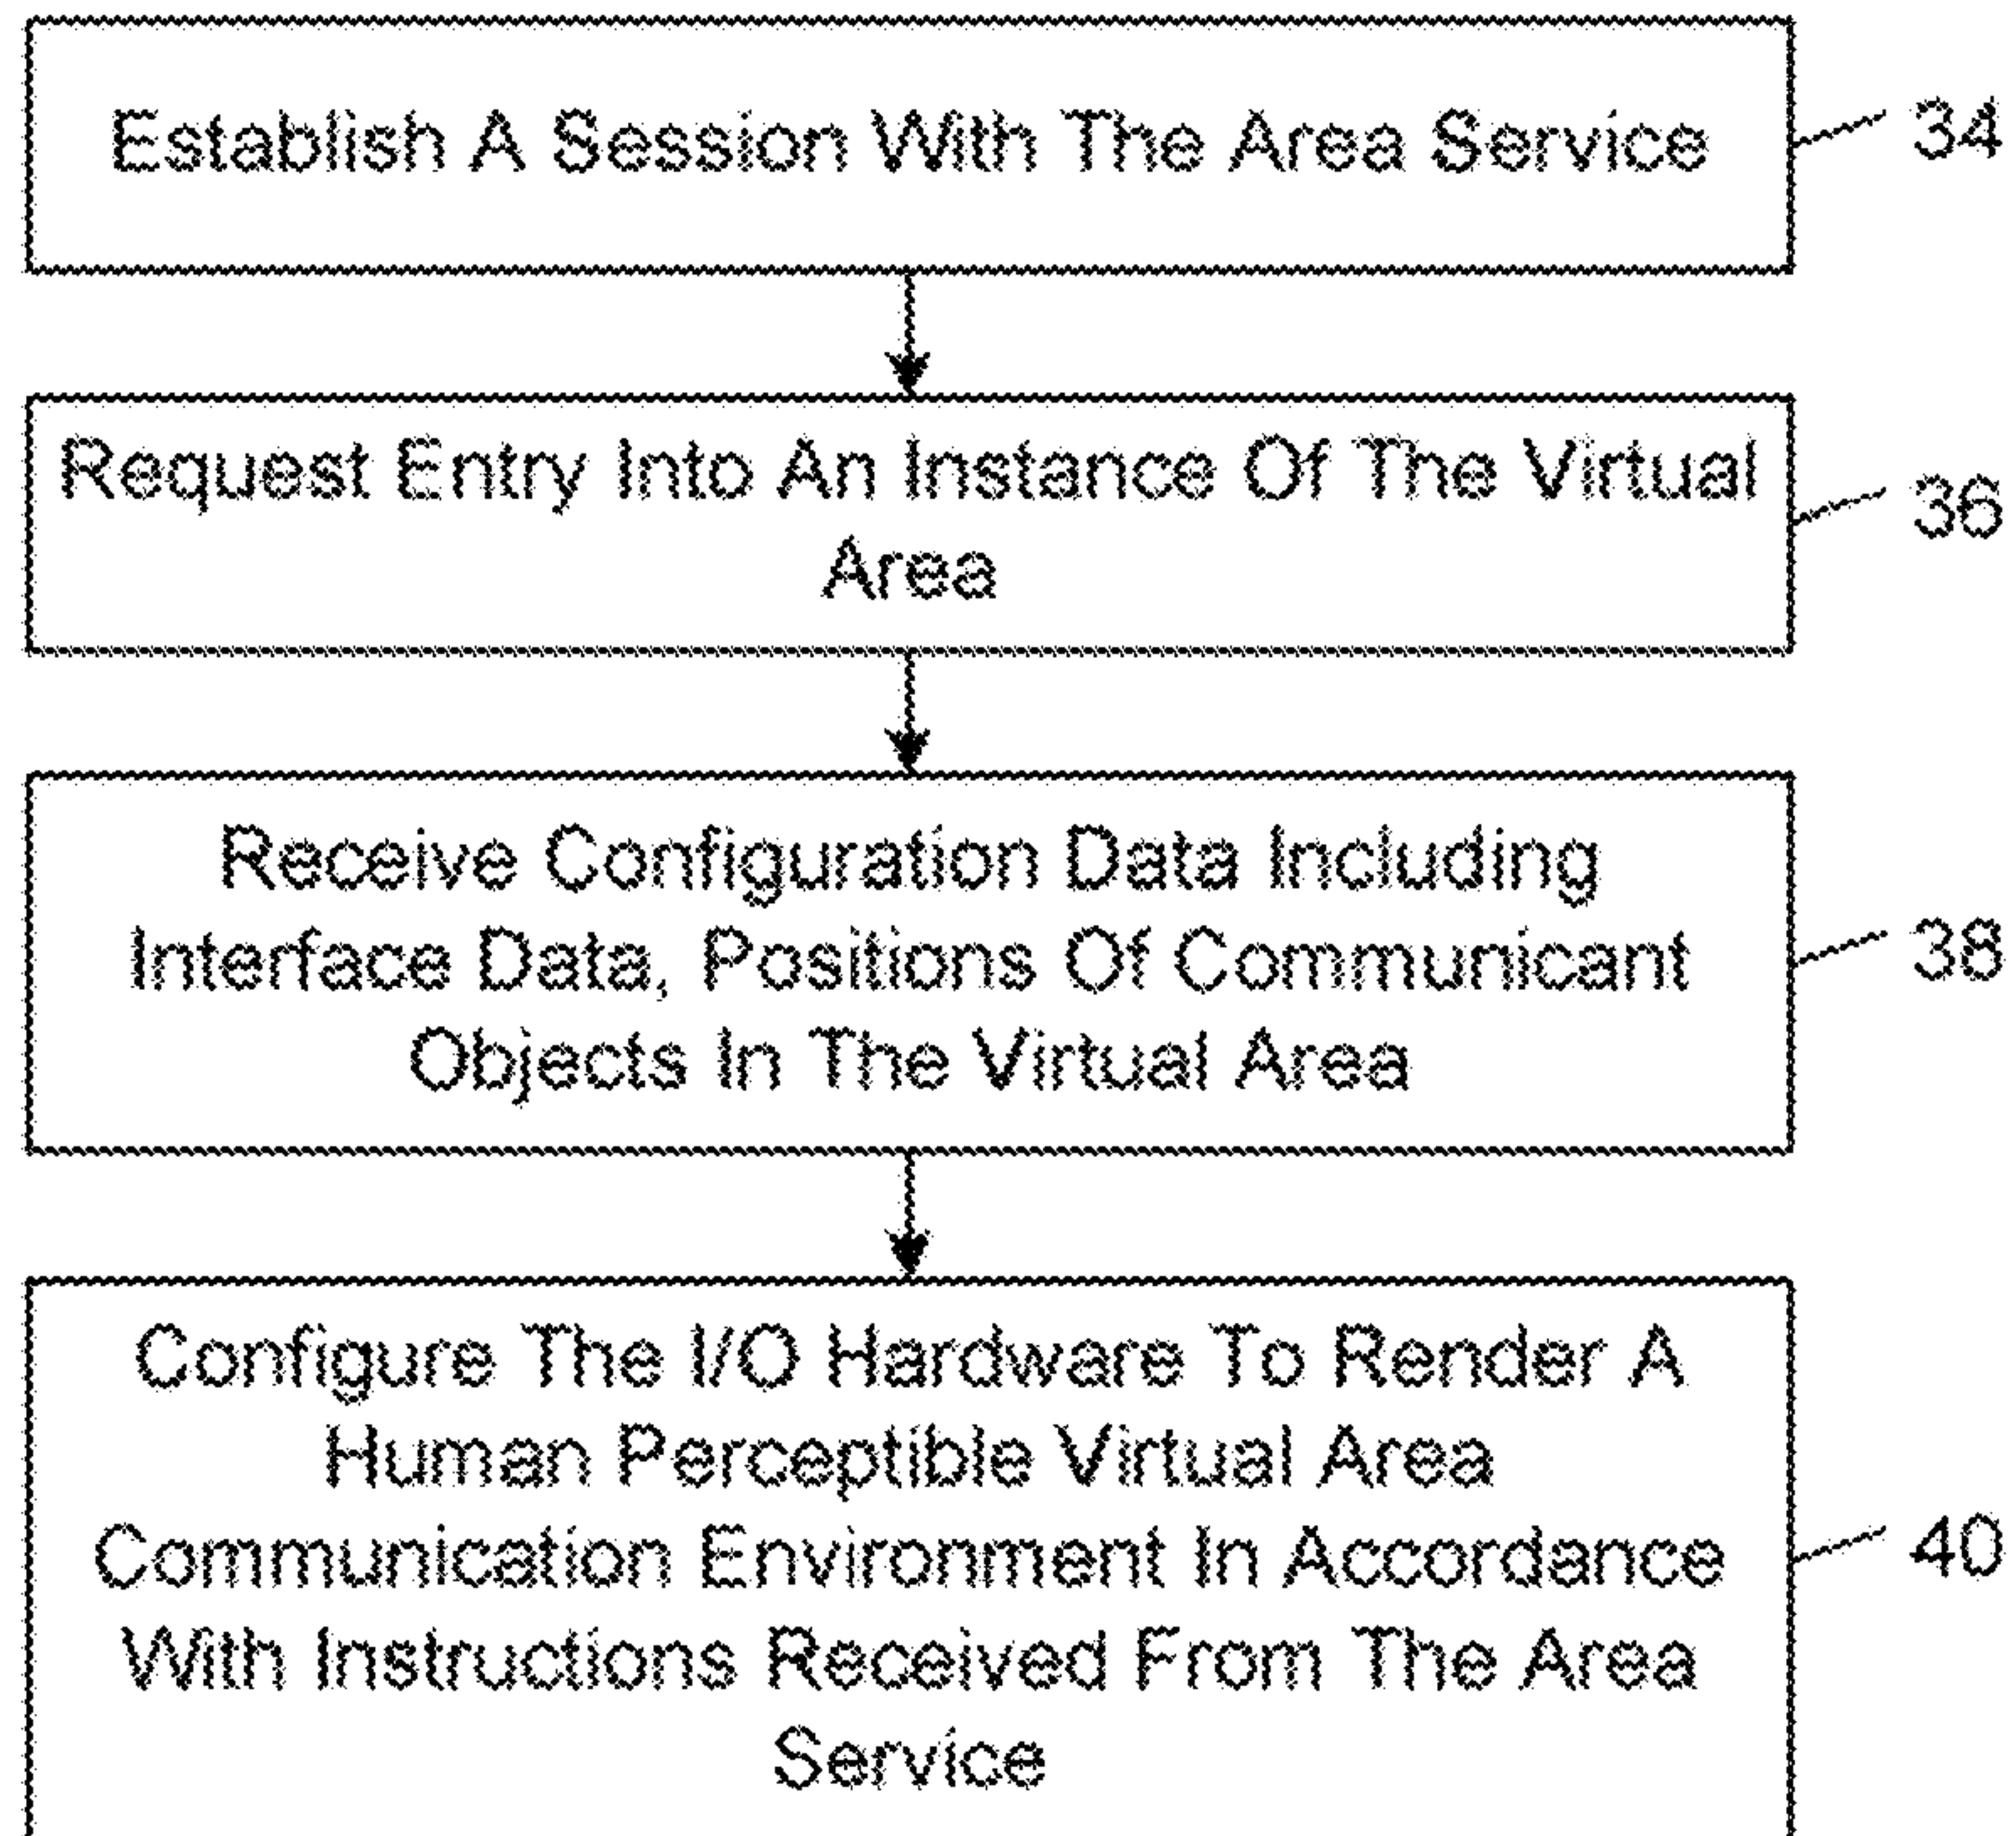 Establish A Session With The Area Service
34
Request Entry Into An Instance Of The Virtual
Area
36
Receive Configuration Data Including
Interface Data, Positions Of Communicant
Objects In The Virtual Area
38
Configure The I/O Hardware To Render A
Human Perceptible Virtual Area
Communication Environment In Accordance
With Instructions Received From The Area
Service
40